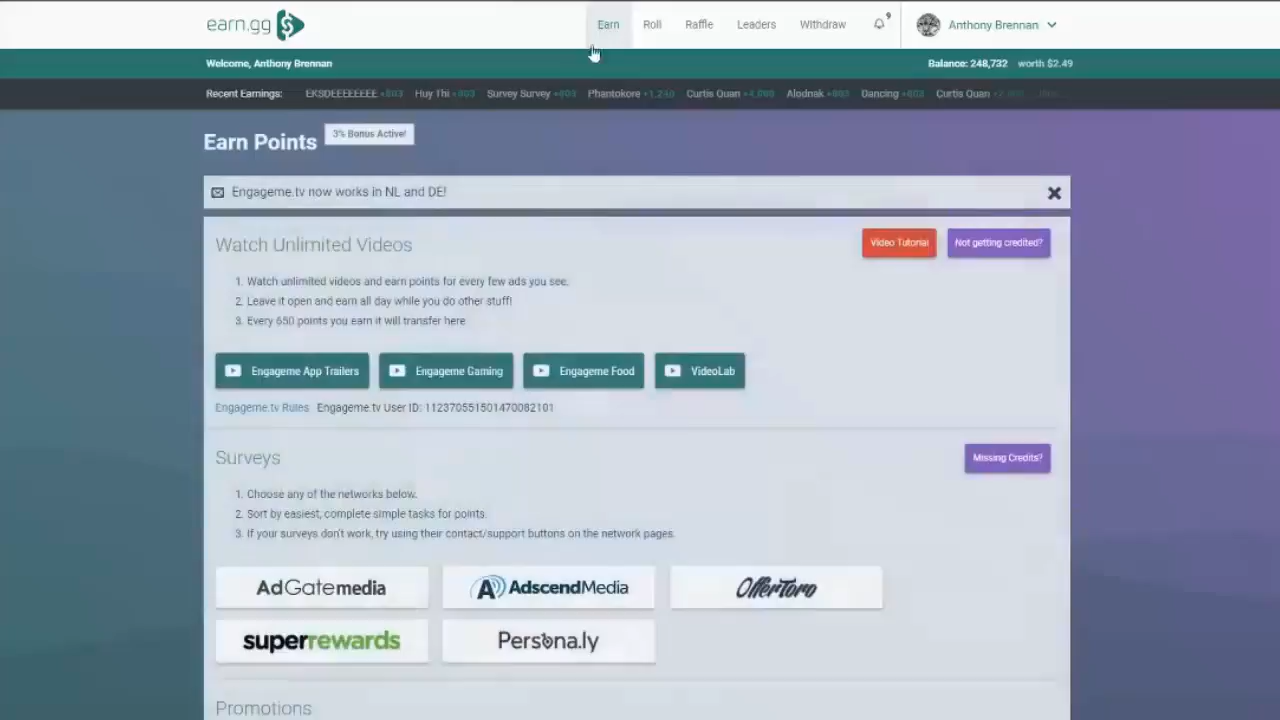 earn.gg $ Earn Roll Raffle Leaders Withdraw 9 Anthony Brennan
Welcome, Anthony Brennan Balance: 248,732 worth $2.49
Recent Earnings: EKSDEEEEEEEE +803 Huy Thi +803 Survey Survey +803 Phantokore Curtis Quan Alodnak +803 Dancing +803 Curtis Quan
Earn Points 3% Bonus Active!
Engageme.tv now works in NL and DE!
Watch Unlimited Videos Video Tutorial Not getting credited?
1. Watch unlimited videos and earn points for every few ads you see.
2. Leave it open and earn all day while you do other stuff!
3. Every 650 points you earn it will transfer here
Engageme App Trailers Engageme Gaming Engageme Food VideoLab
Engageme.tv Rules Engageme.tv User ID: 112370551501470082101
Surveys Missing Credits?
1. Choose any of the networks below.
2. Sort by easiest, complete simple tasks for points.
3. If your surveys don't work, try using their contact/support buttons on the network pages.
AdGatemedia AdscendMedia OfferToro
superrewards Persona.ly
Promotions